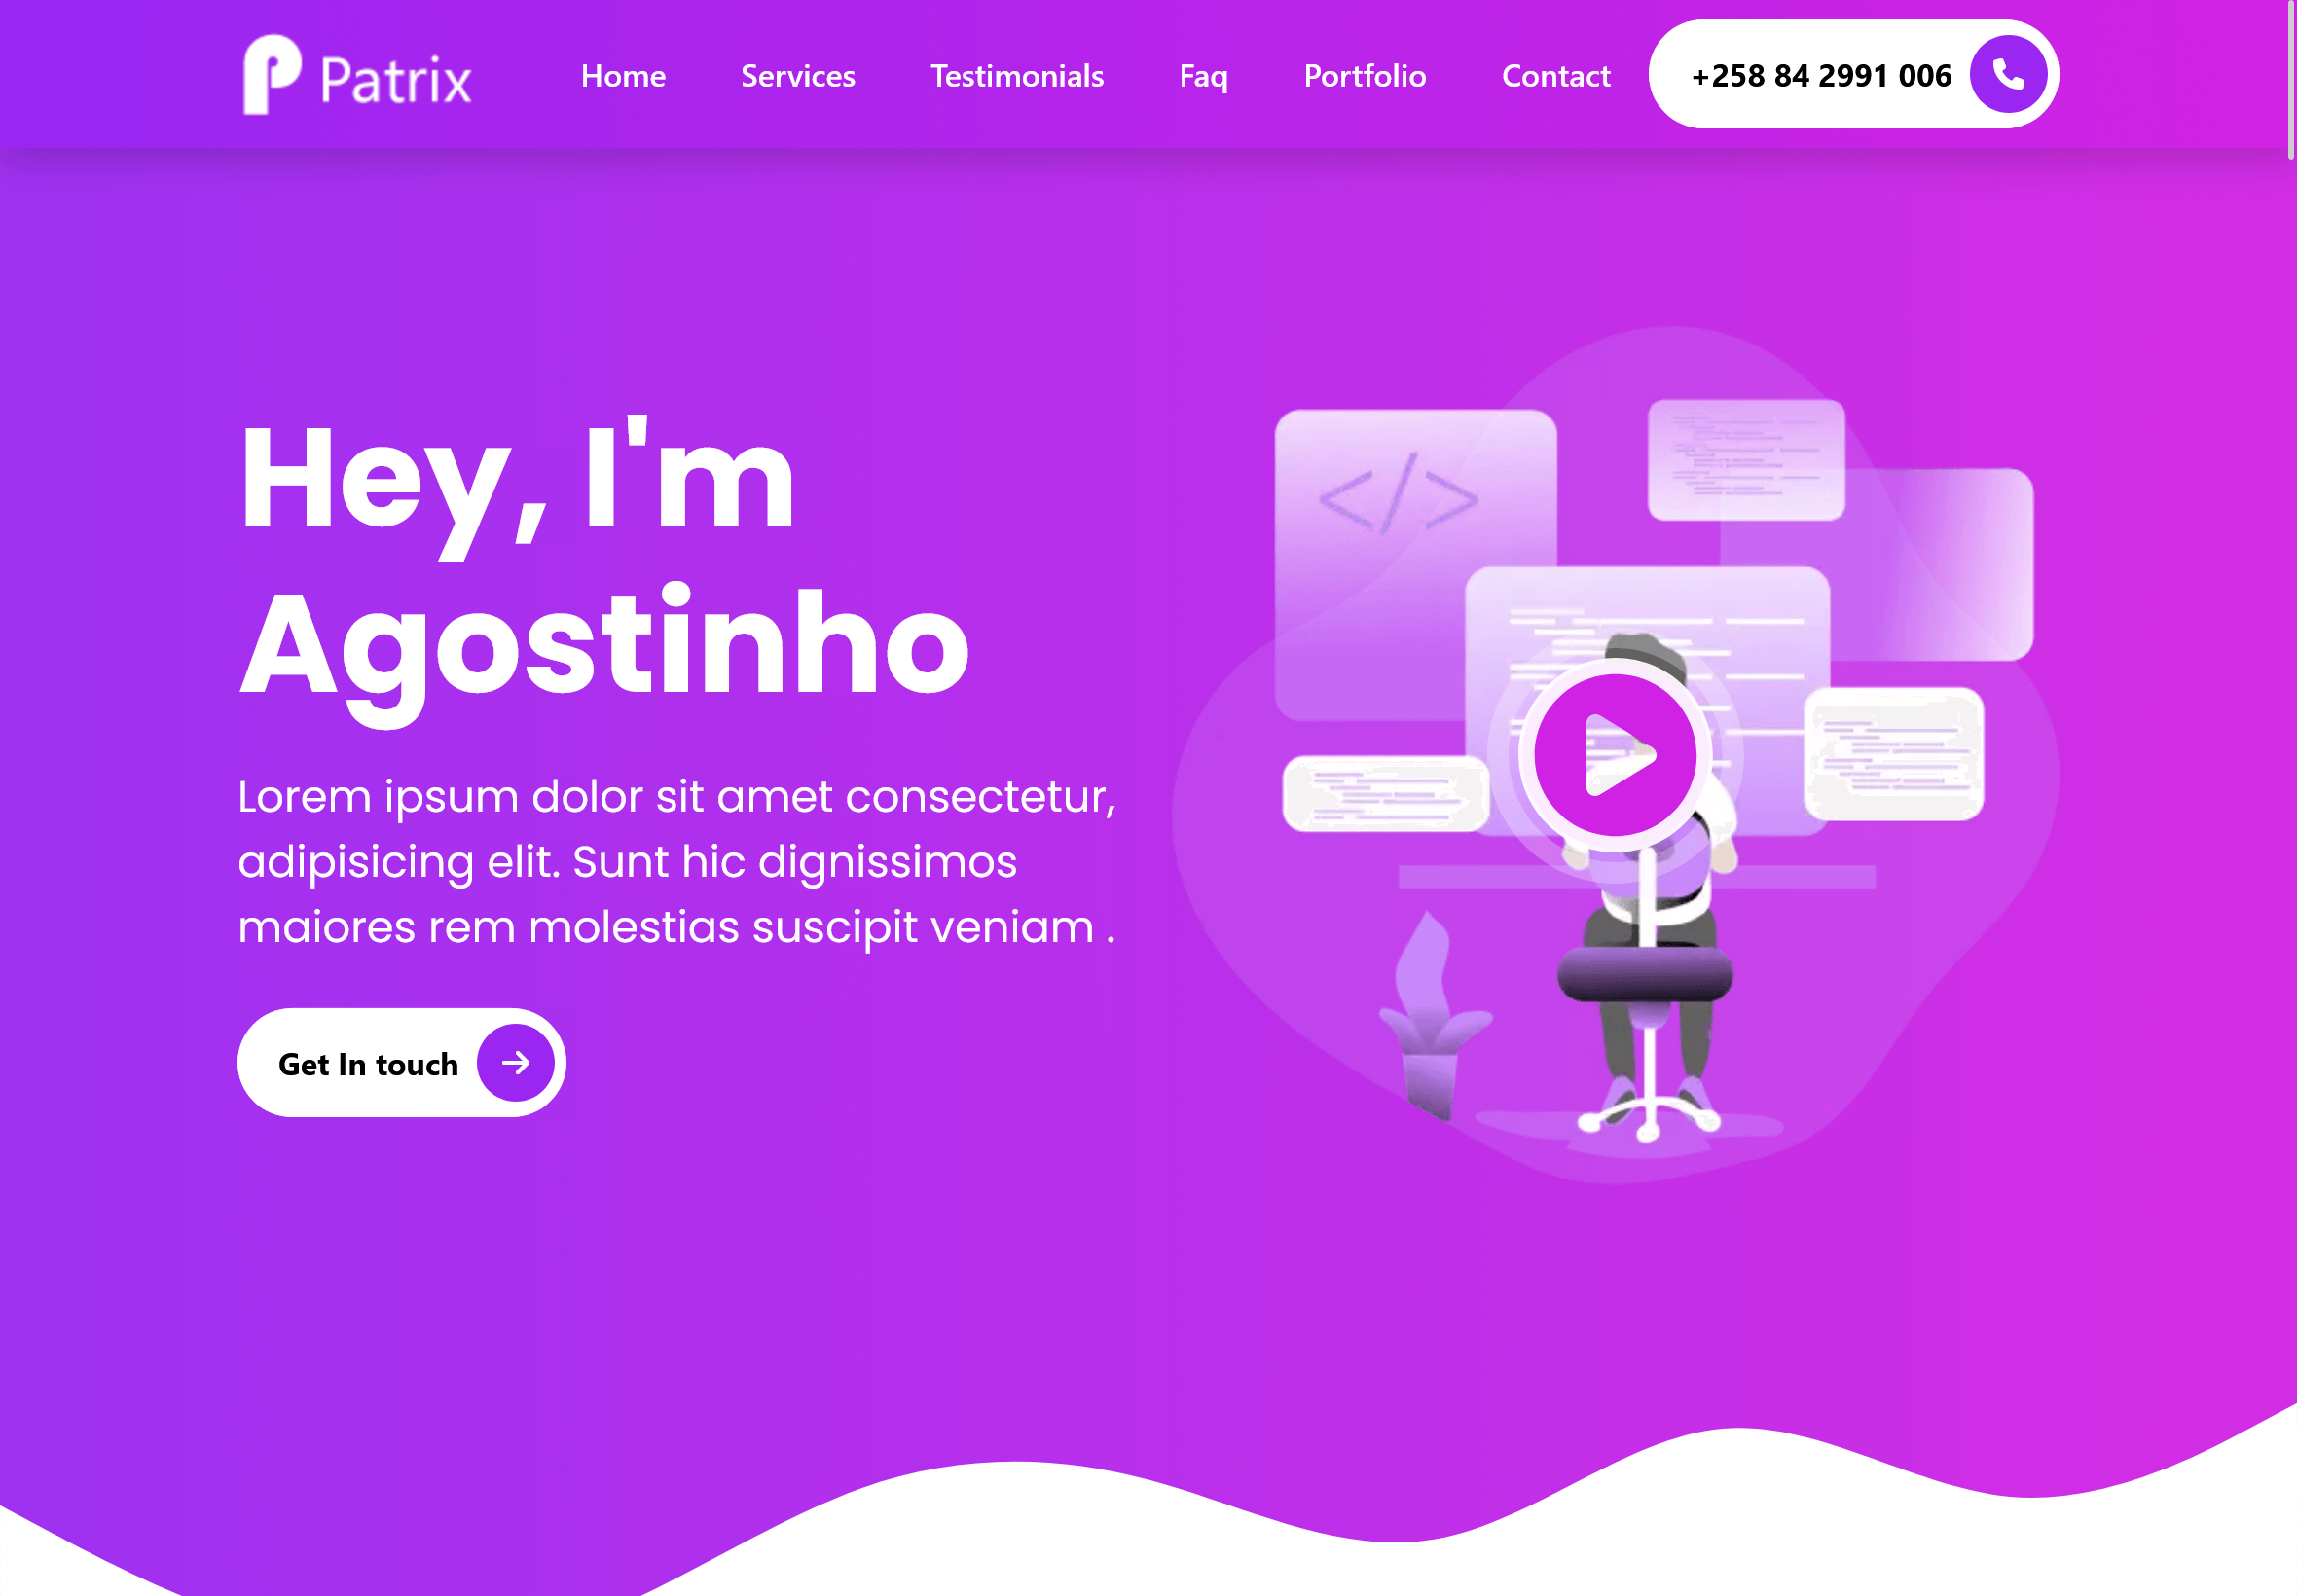 Patrix
Home Services Testimonials Faq Portfolio Contact +258 84 2991 006
Hey, I'm
Agostinho
Lorem ipsum dolor sit amet consectetur,
adipisicing elit. Sunt hic dignissimos
maiores rem molestias suscipit veniam .
Get In touch
</>